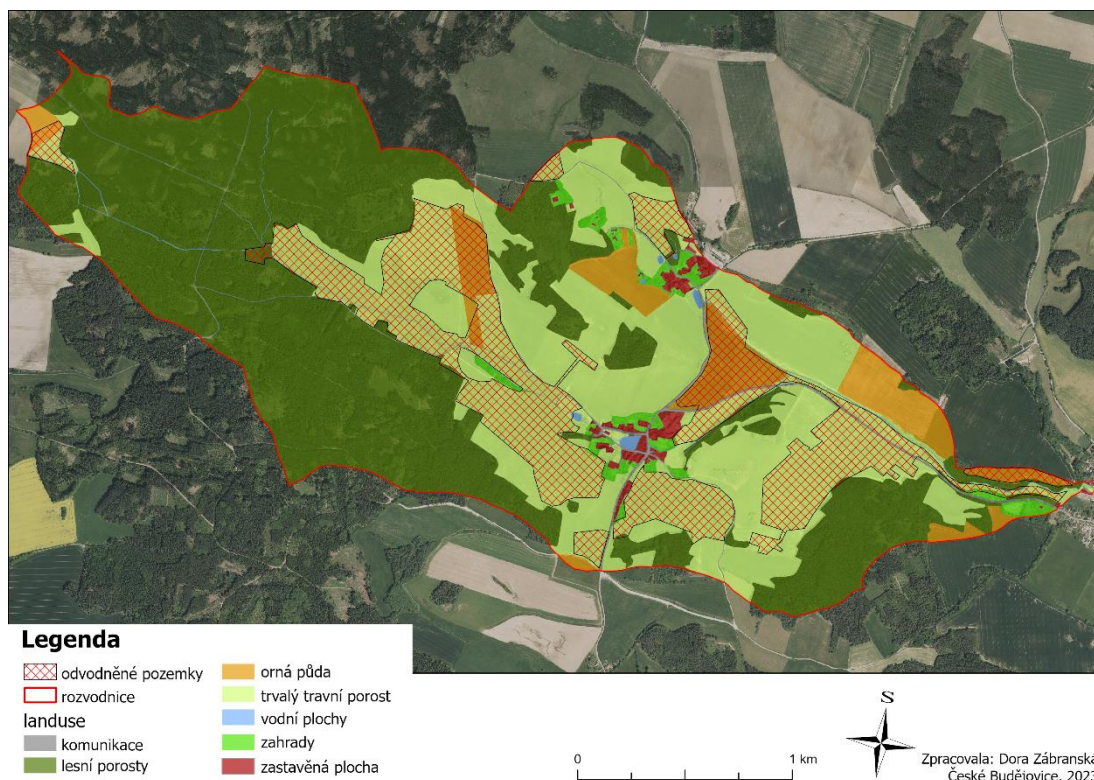 Legenda
odvodněné pozemky
rozvodnice
landuse
komunikace
lesní porosty
orná půda
trvalý travní porost
vodní plochy
zahrady
zastavěná plocha
0 1 km
S
Zpracovala: Dora Zábranská
České Budějovice, 2023